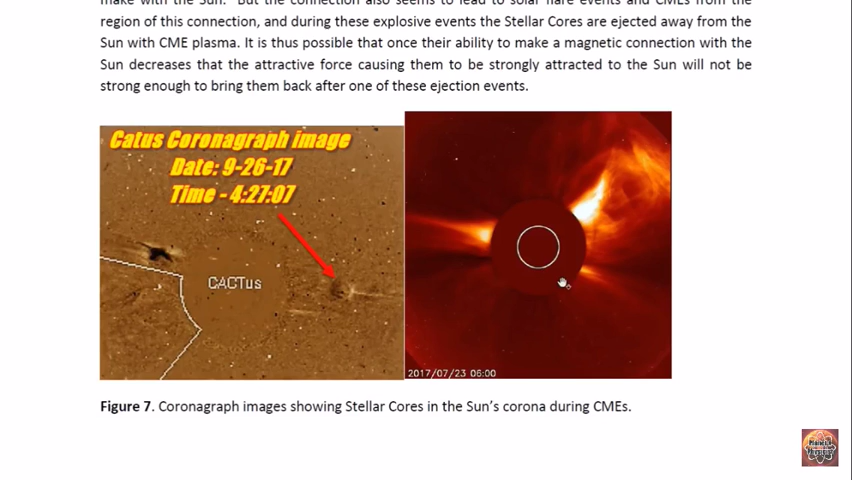 make with the Sun. But the connection also seems to lead to solar flare events and CMEs from the
region of this connection, and during these explosive events the Stellar Cores are ejected away from the
Sun with CME plasma. It is thus possible that once their ability to make a magnetic connection with the
Sun decreases that the attractive force causing them to be strongly attracted to the Sun will not be
strong enough to bring them back after one of these ejection events.
Catus Coronagraph image
Date: 9-26-17
Time - 4:27:07
CACTus
2017/07/23 06:00
Figure 7. Coronagraph images showing Stellar Cores in the Sun's corona during CMEs.